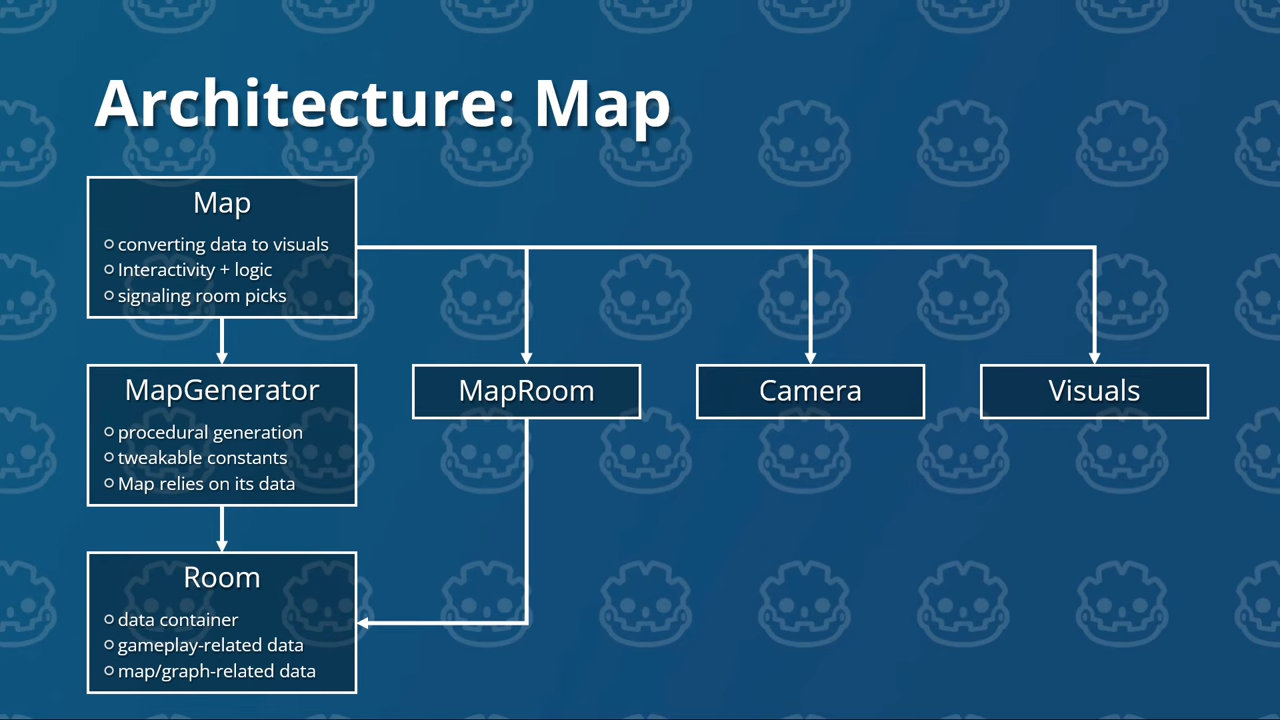 Architecture: Map
Map
converting data to visuals
Interactivity + logic
signaling room picks
MapGenerator
procedural generation
tweakable constants
Map relies on its data
MapRoom
Camera
Visuals
Room
data container
gameplay-related data
map/graph-related data